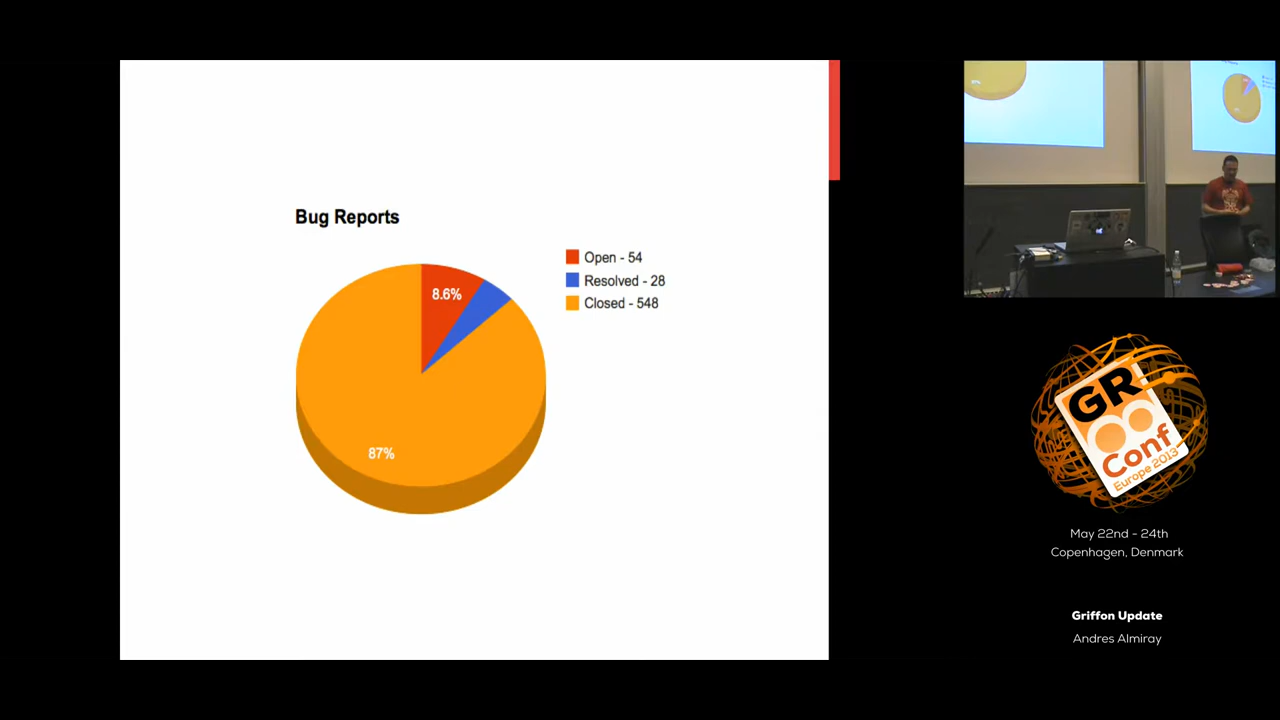 Bug Reports
Open - 54
Resolved - 28
Closed - 548
8.6%
87%
GR
Conf
Europe 2013
May 22nd - 24th
Copenhagen, Denmark
Griffon Update
Andres Almiray